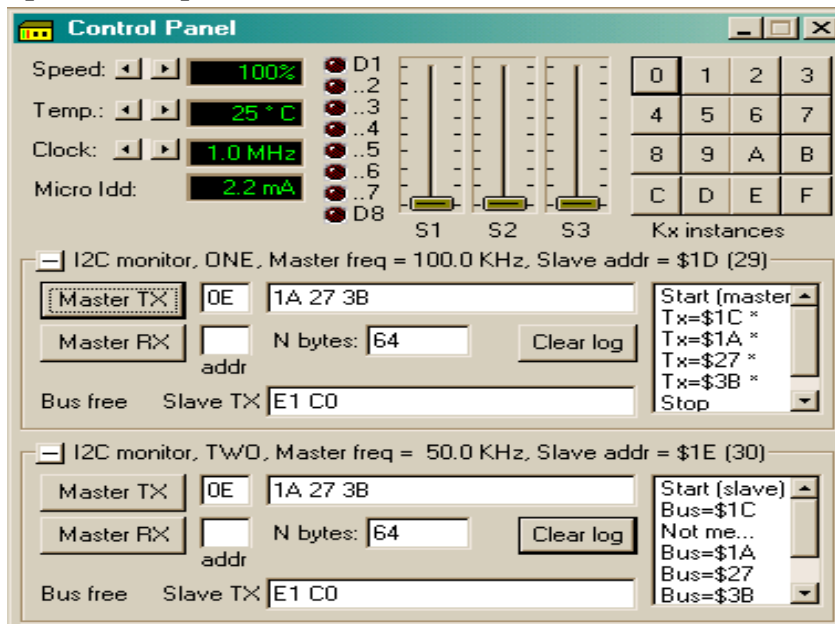 Control Panel
Speed: 100%
Temp.: 25 ° C
Clock: 1.0 MHz
Micro Idd: 2.2 mA
D1
..2
..3
..4
..5
..6
..7
D8
S1 S2 S3
0 1 2 3
4 5 6 7
8 9 A B
C D E F
Kx instances
I2C monitor, ONE, Master freq = 100.0 KHz, Slave addr = $1D (29)
Master TX 0E 1A 27 3B
Master RX N bytes: 64 Clear log
addr
Bus free Slave TX E1 C0
Start (master
Tx=$1C *
Tx=$1A *
Tx=$27 *
Tx=$3B *
Stop
I2C monitor, TWO, Master freq = 50.0 KHz, Slave addr = $1E (30)
Master TX 0E 1A 27 3B
Master RX N bytes: 64 Clear log
addr
Bus free Slave TX E1 C0
Start (slave)
Bus=$1C
Not me...
Bus=$1A
Bus=$27
Bus=$3B